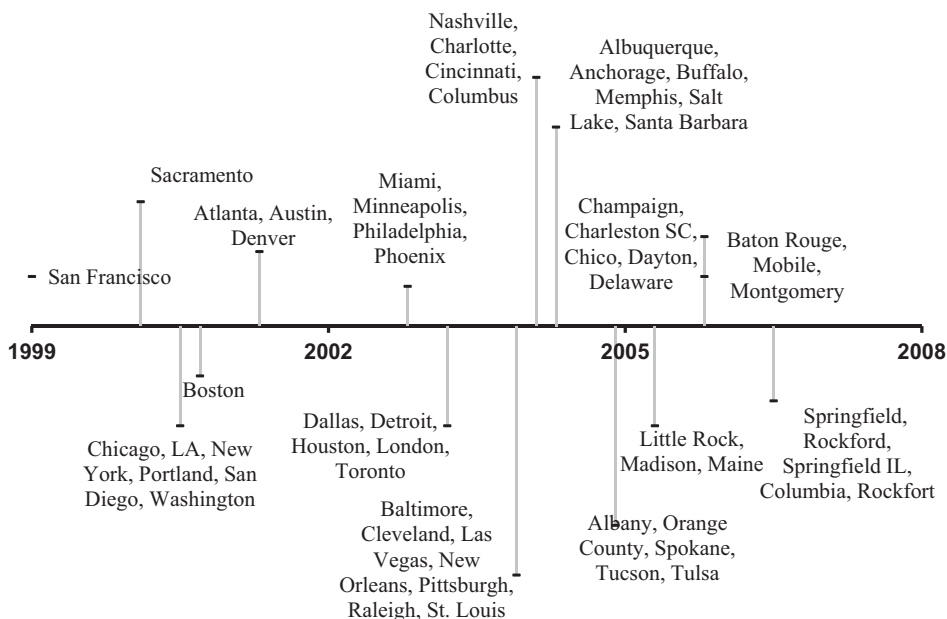 Nashville,
Charlotte,
Cincinnati,
Columbus
Albuquerque,
Anchorage, Buffalo,
Memphis, Salt
Lake, Santa Barbara
Sacramento
Atlanta, Austin,
Denver
Miami,
Minneapolis,
Philadelphia,
Phoenix
Champaign,
Charleston SC,
Chico, Dayton,
Delaware
Baton Rouge,
Mobile,
Montgomery
San Francisco
1999
2002
2005
2008
Boston
Chicago, LA, New
York, Portland, San
Diego, Washington
Dallas, Detroit,
Houston, London,
Toronto
Baltimore,
Cleveland, Las
Vegas, New
Orleans, Pittsburgh,
Raleigh, St. Louis
Albany, Orange
County, Spokane,
Tucson, Tulsa
Little Rock,
Madison, Maine
Springfield,
Rockford,
Springfield IL,
Columbia, Rockfort